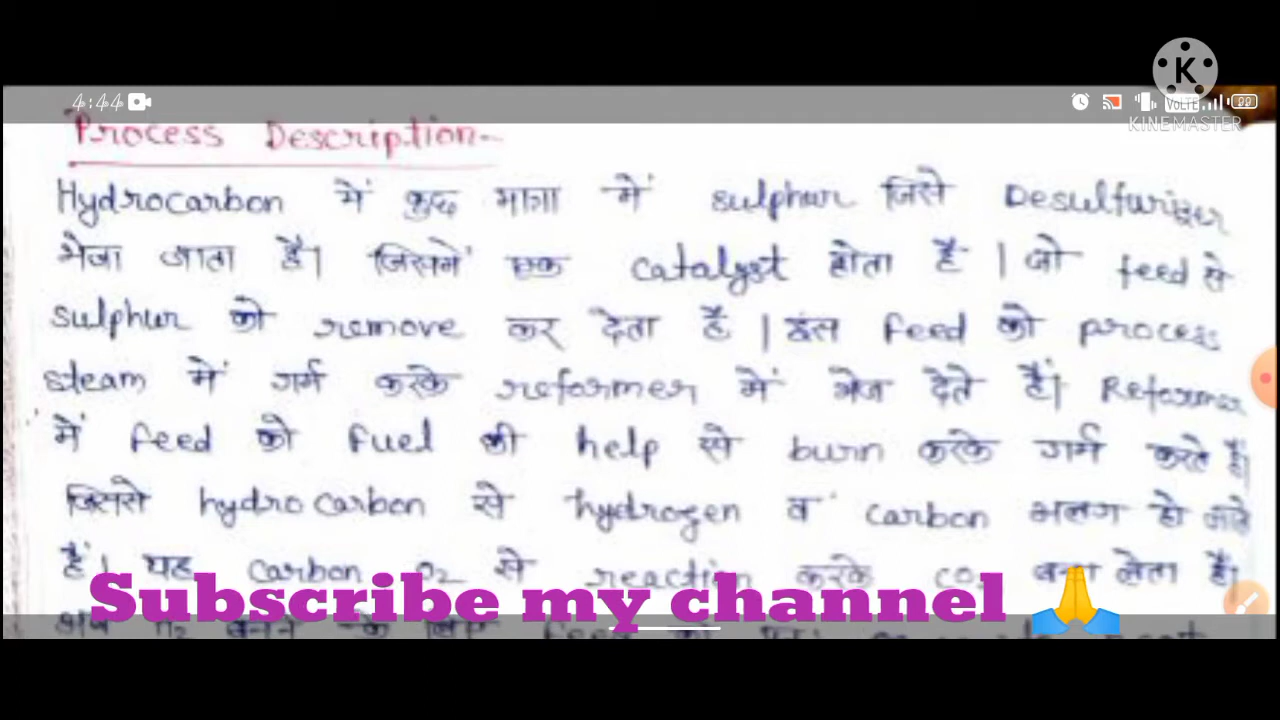 4:44
VoLTE
KINEMASTER
Process Description-
Hydrocarbon में कुछ मात्रा में sulphur जिसे Desulfurizer
भेजा जाता है। जिसमें एक catalyst होता है। जो feed से
sulphur को remove कर देता है। इस feed को process
steam में गर्म करके reformer में भेज देते हैं। Reformer
में feed को fuel की help से burn करके गर्म करते हैं।
जिससे hydrocarbon से hydrogen व carbon अलग हो जाते
हैं। यह carbon O2 से reaction करके CO2 बना लेता है।
Subscribe my channel 🙏